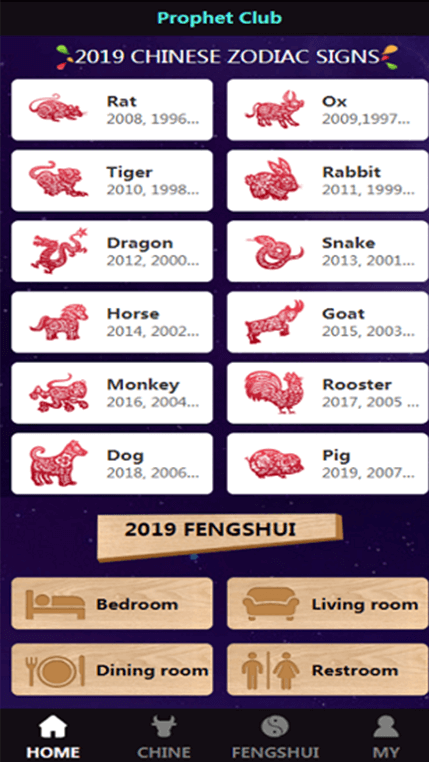 Prophet Club
2019 CHINESE ZODIAC SIGNS
Rat
2008, 1996...
Ox
2009,1997...
Tiger
2010, 1998...
Rabbit
2011, 1999...
Dragon
2012, 2000...
Snake
2013, 2001...
Horse
2014, 2002...
Goat
2015, 2003...
Monkey
2016, 2004...
Rooster
2017, 2005 ...
Dog
2018, 2006...
Pig
2019, 2007...
2019 FENGSHUI
Bedroom
Living room
Dining room
Restroom
HOME
CHINE
FENGSHUI
MY